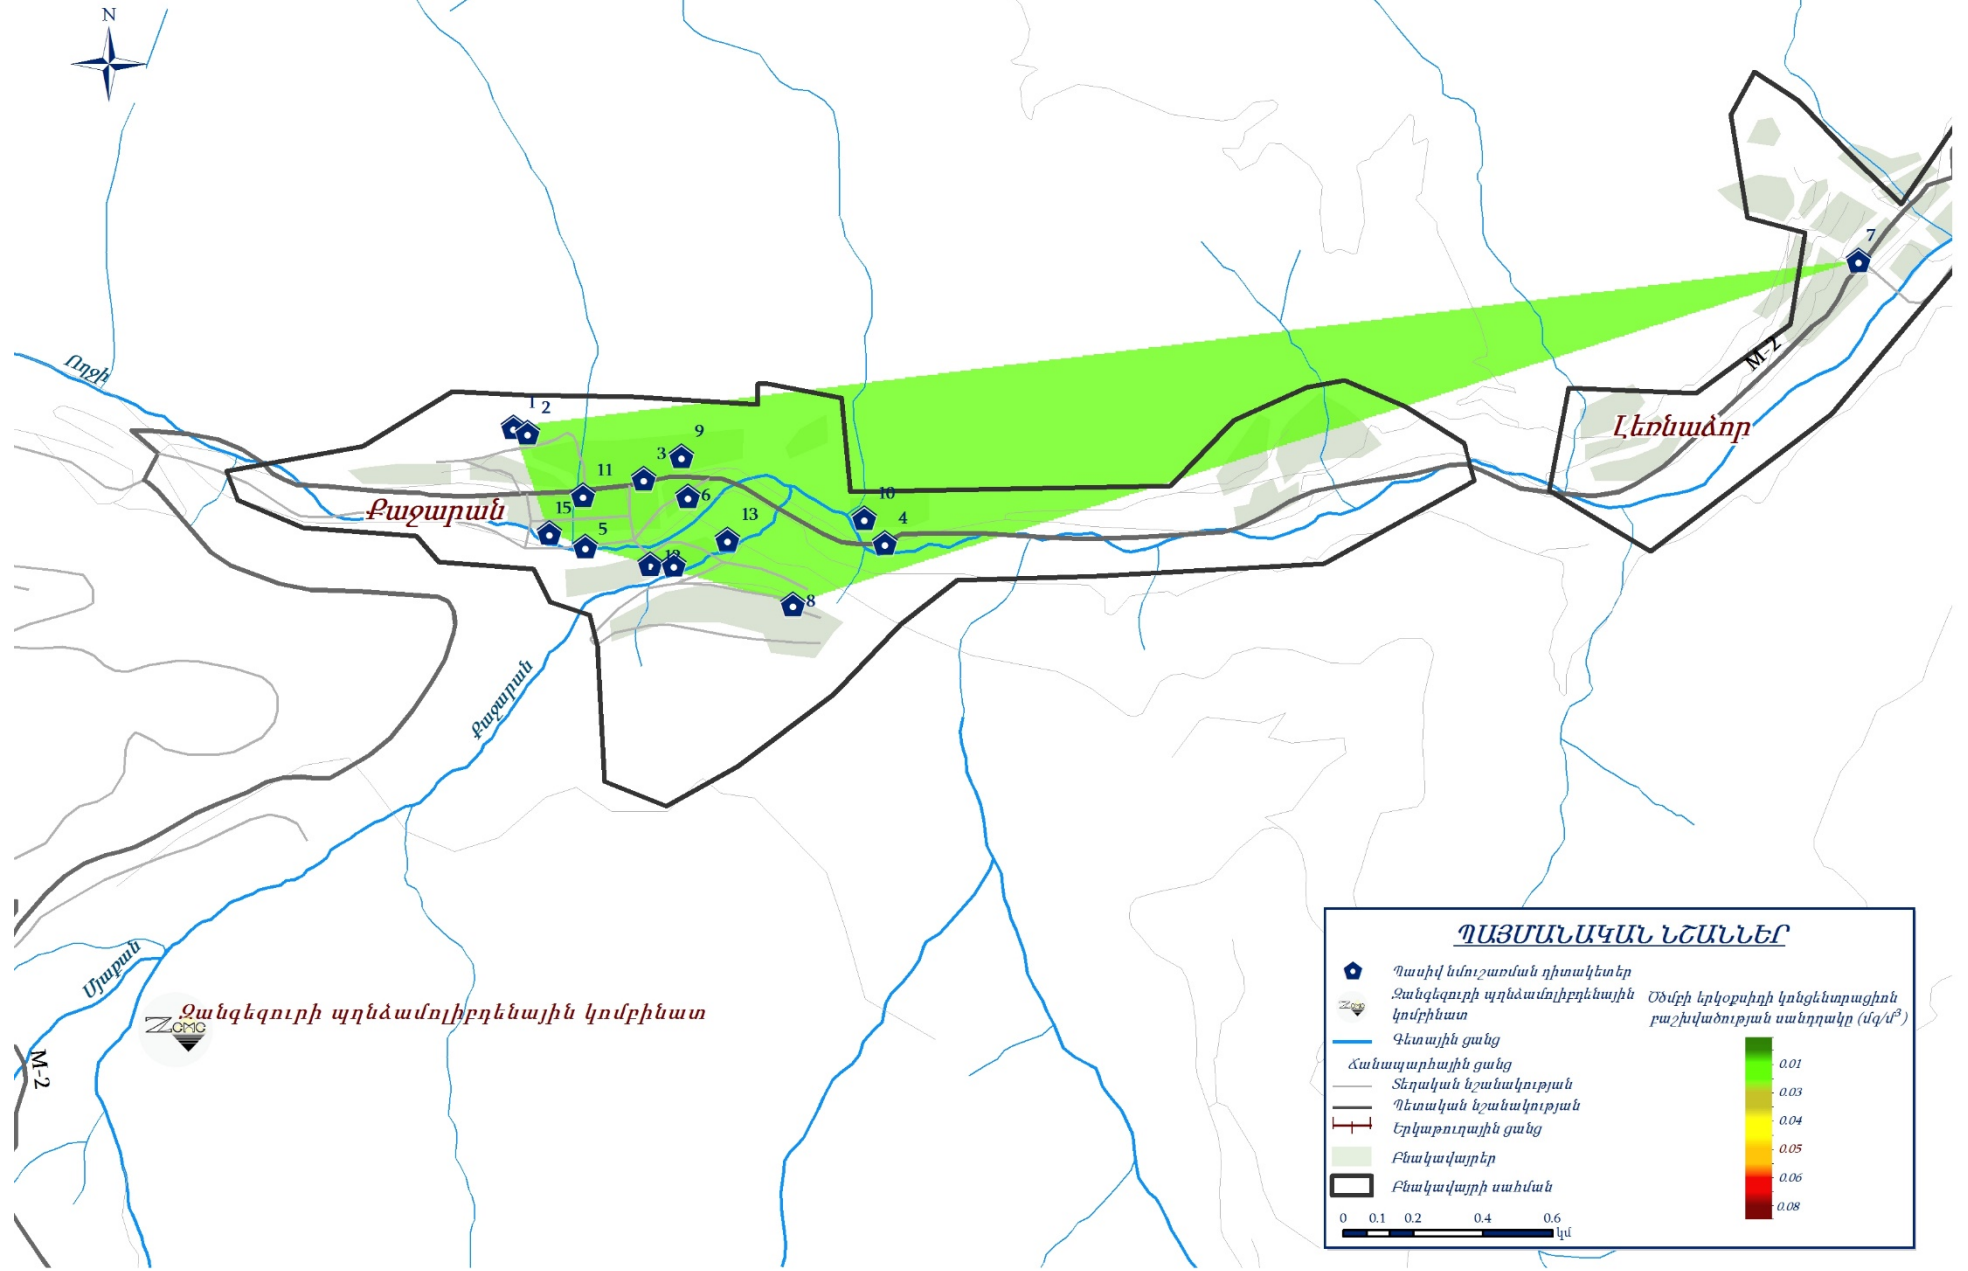 N
Ողջի
1
2
9
3
11
6
15
5
13
10
4
12
8
7
M-2
Քաջարան
Լեռնաձոր
Քաջարան
Մյաքան
Զանգեզուրի պղնձամոլիբդենային կոմբինատ
ZCMC
M-2
ՊԱՅՄԱՆԱԿԱՆ ՆՇԱՆՆԵՐ
Պասիվ նմուշառման դիտակետեր
Զանգեզուրի պղնձամոլիբդենային
կոմբինատ
Գետային ցանց
Ճանապարհային ցանց
Տեղական նշանակության
Պետական նշանակության
Երկաթուղային ցանց
Բնակավայրեր
Բնակավայրի սահման
0 0.1 0.2 0.4 0.6
կմ
Ծծմբի երկօքսիդի կոնցենտրացիոն
բաշխվածության սանդղակը (մգ/մ³)
0.01
0.03
0.04
0.05
0.06
0.08